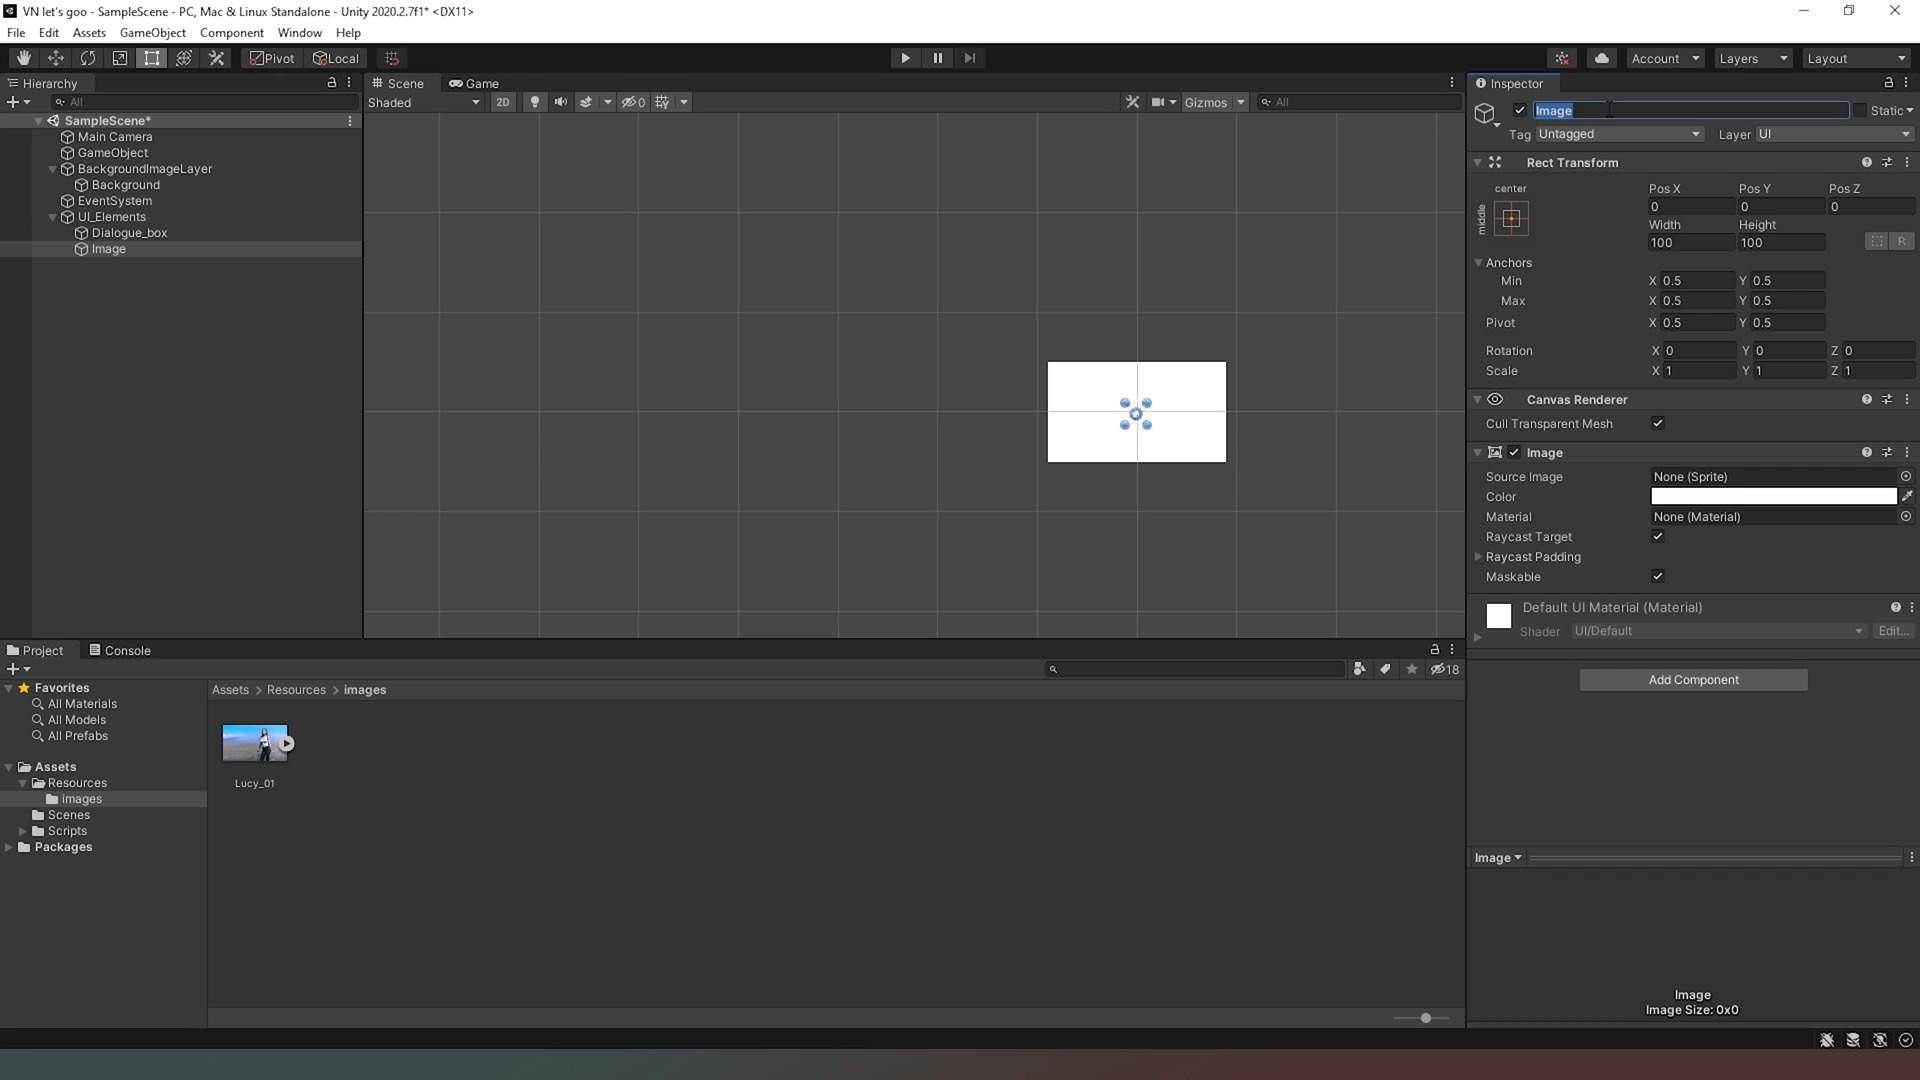 VN let's goo - SampleScene - PC, Mac & Linux Standalone - Unity 2020.2.7f1* <DX11>
File Edit Assets GameObject Component Window Help
Pivot Local Account Layers Layout
Hierarchy
All
SampleScene*
Main Camera
GameObject
BackgroundImageLayer
Background
EventSystem
UI_Elements
Dialogue_box
Image
Scene Game
Shaded 2D 0 Gizmos All
Inspector
Image Static
Tag Untagged Layer UI
Rect Transform
center Pos X Pos Y Pos Z
middle 0 0 0
Width Height
100 100 R
Anchors
Min X 0.5 Y 0.5
Max X 0.5 Y 0.5
Pivot X 0.5 Y 0.5
Rotation X 0 Y 0 Z 0
Scale X 1 Y 1 Z 1
Canvas Renderer
Cull Transparent Mesh
Image
Source Image None (Sprite)
Color
Material None (Material)
Raycast Target
Raycast Padding
Maskable
Default UI Material (Material)
Shader UI/Default Edit...
Add Component
Image
Image
Image Size: 0x0
Project Console
18
Favorites
All Materials
All Models
All Prefabs
Assets
Resources
images
Scenes
Scripts
Packages
Assets > Resources > images
Lucy_01